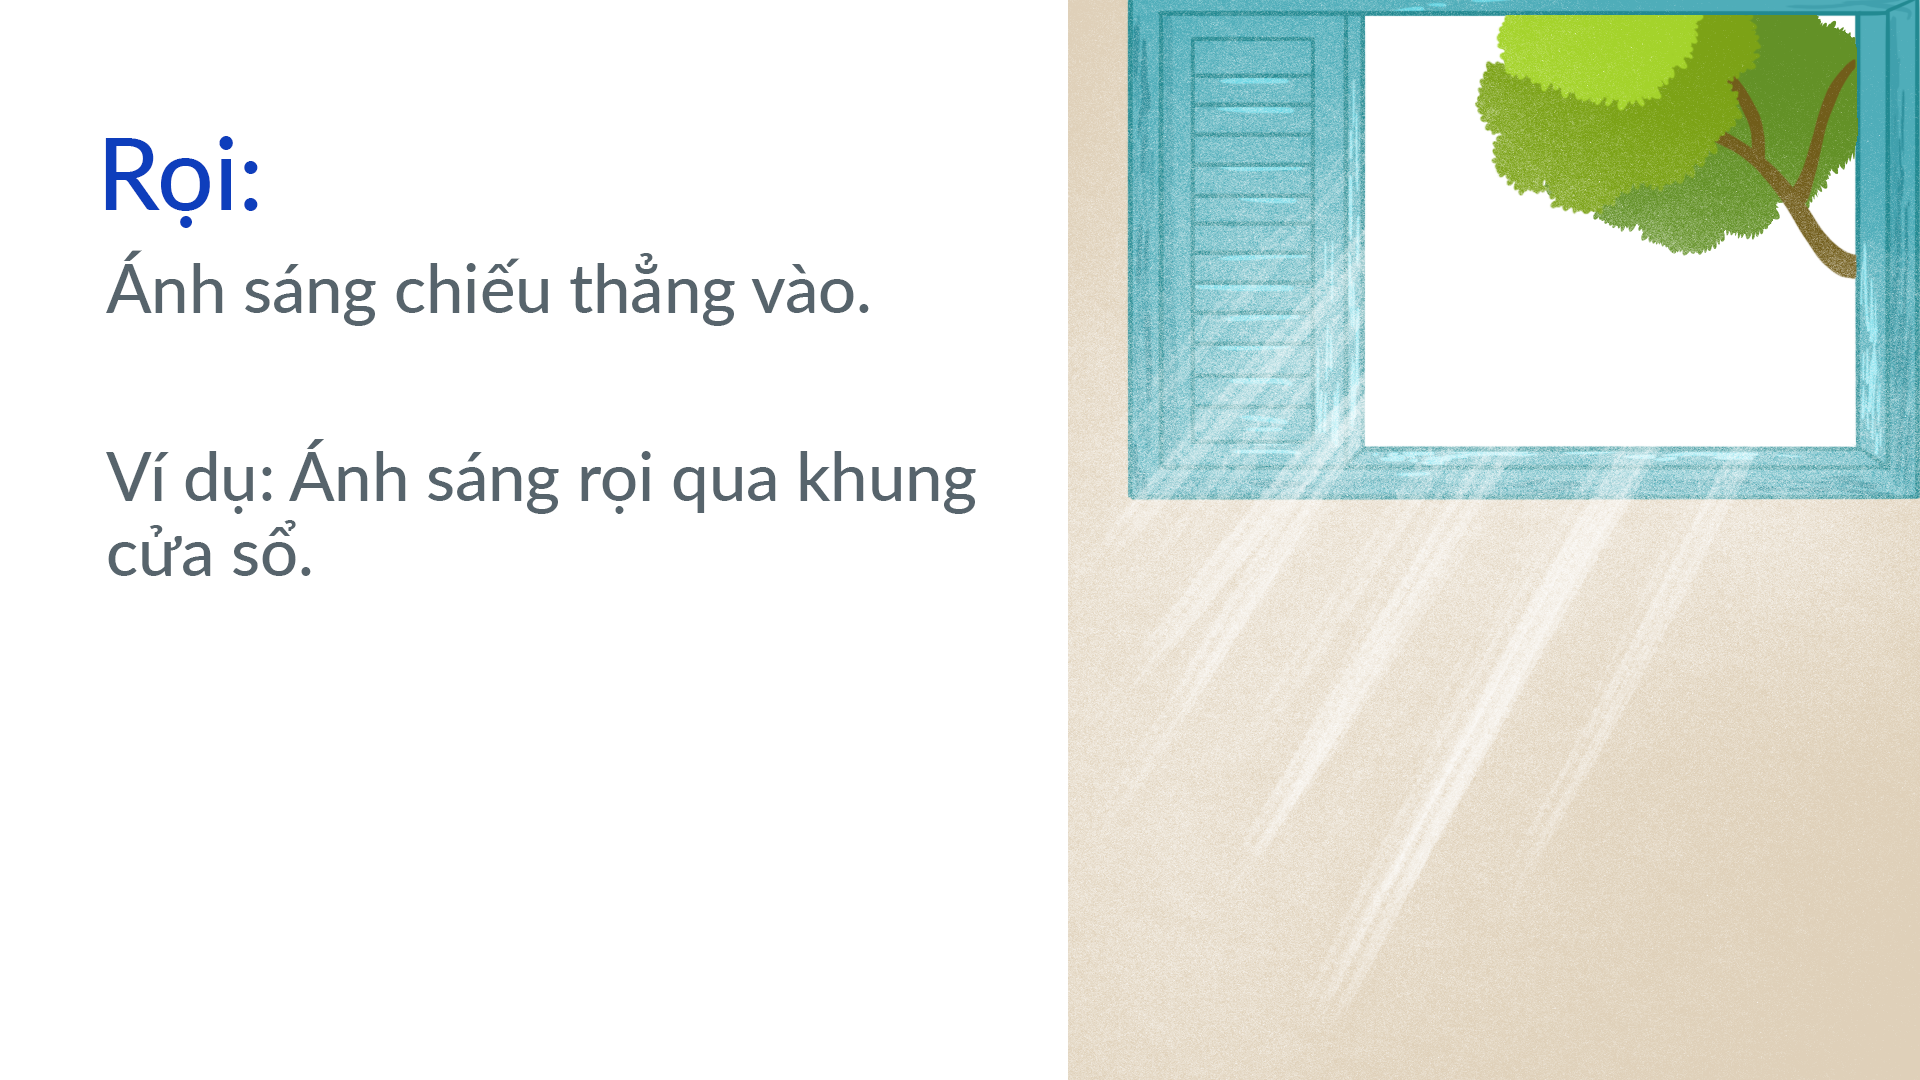 Rọi:
Ánh sáng chiếu thẳng vào.
Ví dụ: Ánh sáng rọi qua khung
cửa sổ.